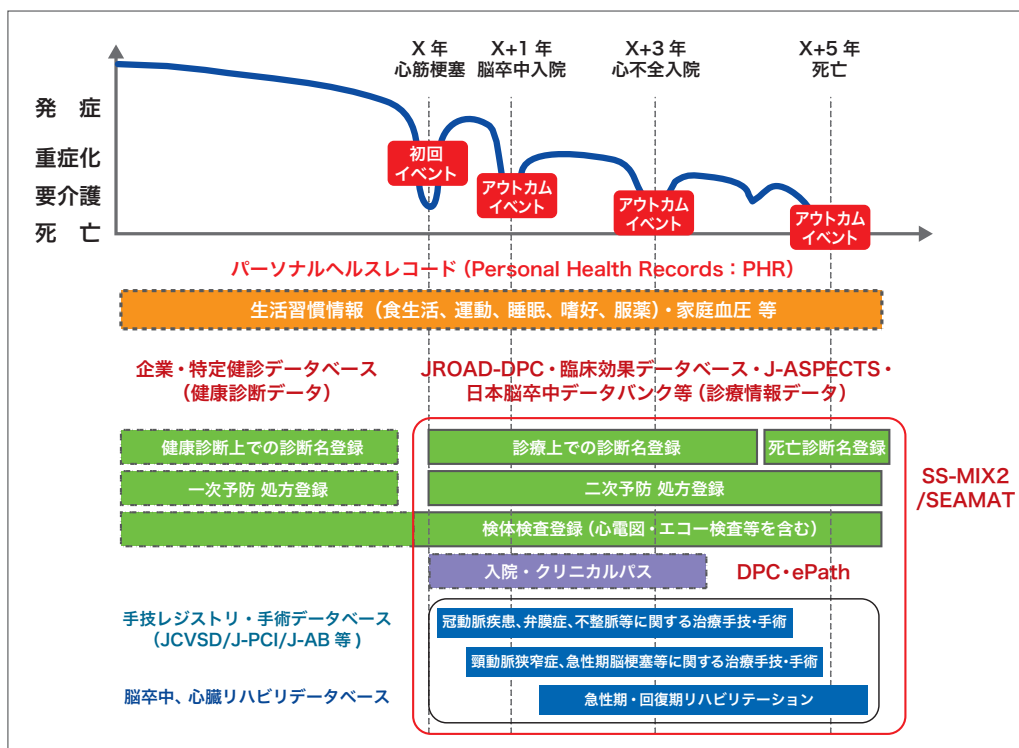 X 年
心筋梗塞
X+1 年
脳卒中入院
X+3 年
心不全入院
X+5 年
死亡
発 症
重症化
要介護
死 亡
初回
イベント
アウトカム
イベント
アウトカム
イベント
アウトカム
イベント
パーソナルヘルスレコード(Personal Health Records：PHR)
生活習慣情報（食生活、運動、睡眠、嗜好、服薬）・家庭血圧 等
企業・特定健診データベース
(健康診断データ)
JROAD-DPC・臨床効果データベース・J-ASPECTS・
日本脳卒中データバンク等(診療情報データ)
健康診断上での診断名登録
診療上での診断名登録
死亡診断名登録
一次予防 処方登録
二次予防 処方登録
SS-MIX2
/SEAMAT
検体検査登録(心電図・エコー検査等を含む)
入院・クリニカルパス
DPC・ePath
手技レジストリ・手術データベース
(JCVSD/J-PCI/J-AB 等 )
冠動脈疾患、弁膜症、不整脈等に関する治療手技・手術
頸動脈狭窄症、急性期脳梗塞等に関する治療手技・手術
脳卒中、心臓リハビリデータベース
急性期・回復期リハビリテーション